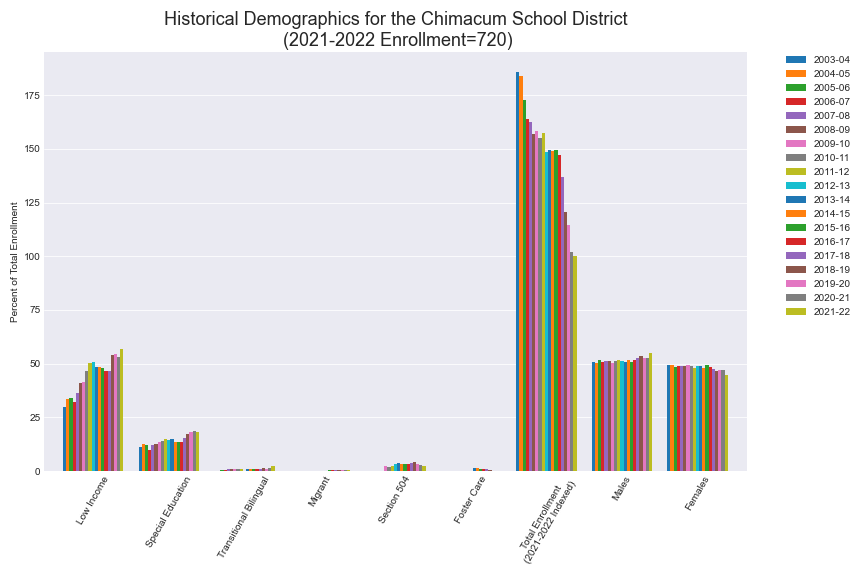 Historical Demographics for the Chimacum School District
(2021-2022 Enrollment=720)
Percent of Total Enrollment
175
150
125
100
75
50
25
0
Low Income
Special Education
Transitional Bilingual
Migrant
Section 504
Foster Care
Total Enrollment
(2021-2022 Indexed)
Males
Females
2003-04
2004-05
2005-06
2006-07
2007-08
2008-09
2009-10
2010-11
2011-12
2012-13
2013-14
2014-15
2015-16
2016-17
2017-18
2018-19
2019-20
2020-21
2021-22